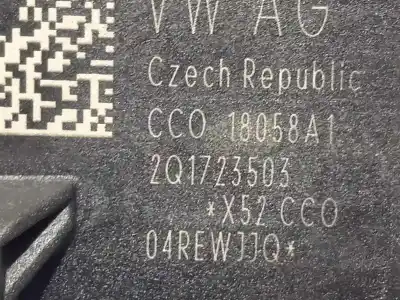 VW AG
Czech Republic
CCO 18058A1
2Q1723503
*X52 CCO
04REWJJQ*